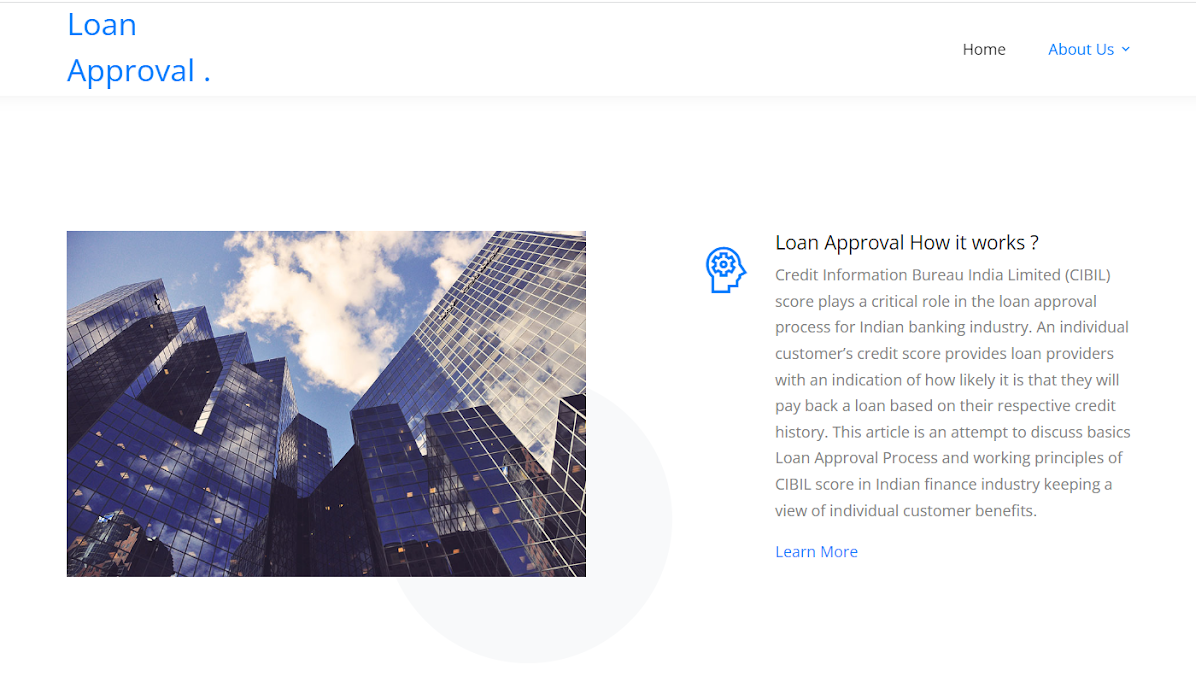 Loan
Approval .
Home
About Us
Loan Approval How it works ?
Credit Information Bureau India Limited (CIBIL)
score plays a critical role in the loan approval
process for Indian banking industry. An individual
customer’s credit score provides loan providers
with an indication of how likely it is that they will
pay back a loan based on their respective credit
history. This article is an attempt to discuss basics
Loan Approval Process and working principles of
CIBIL score in Indian finance industry keeping a
view of individual customer benefits.
Learn More